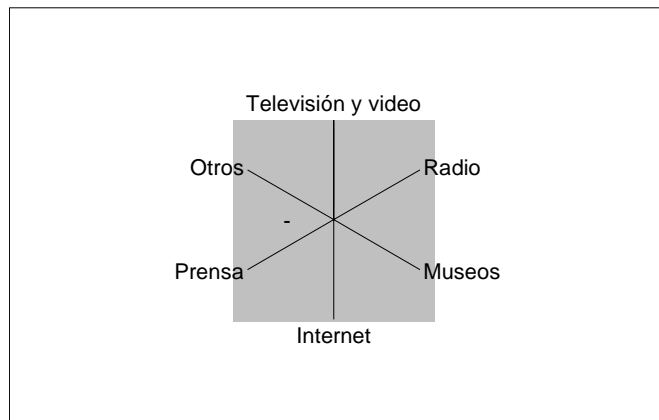 Televisión y video
Otros
Radio
-
Prensa
Museos
Internet